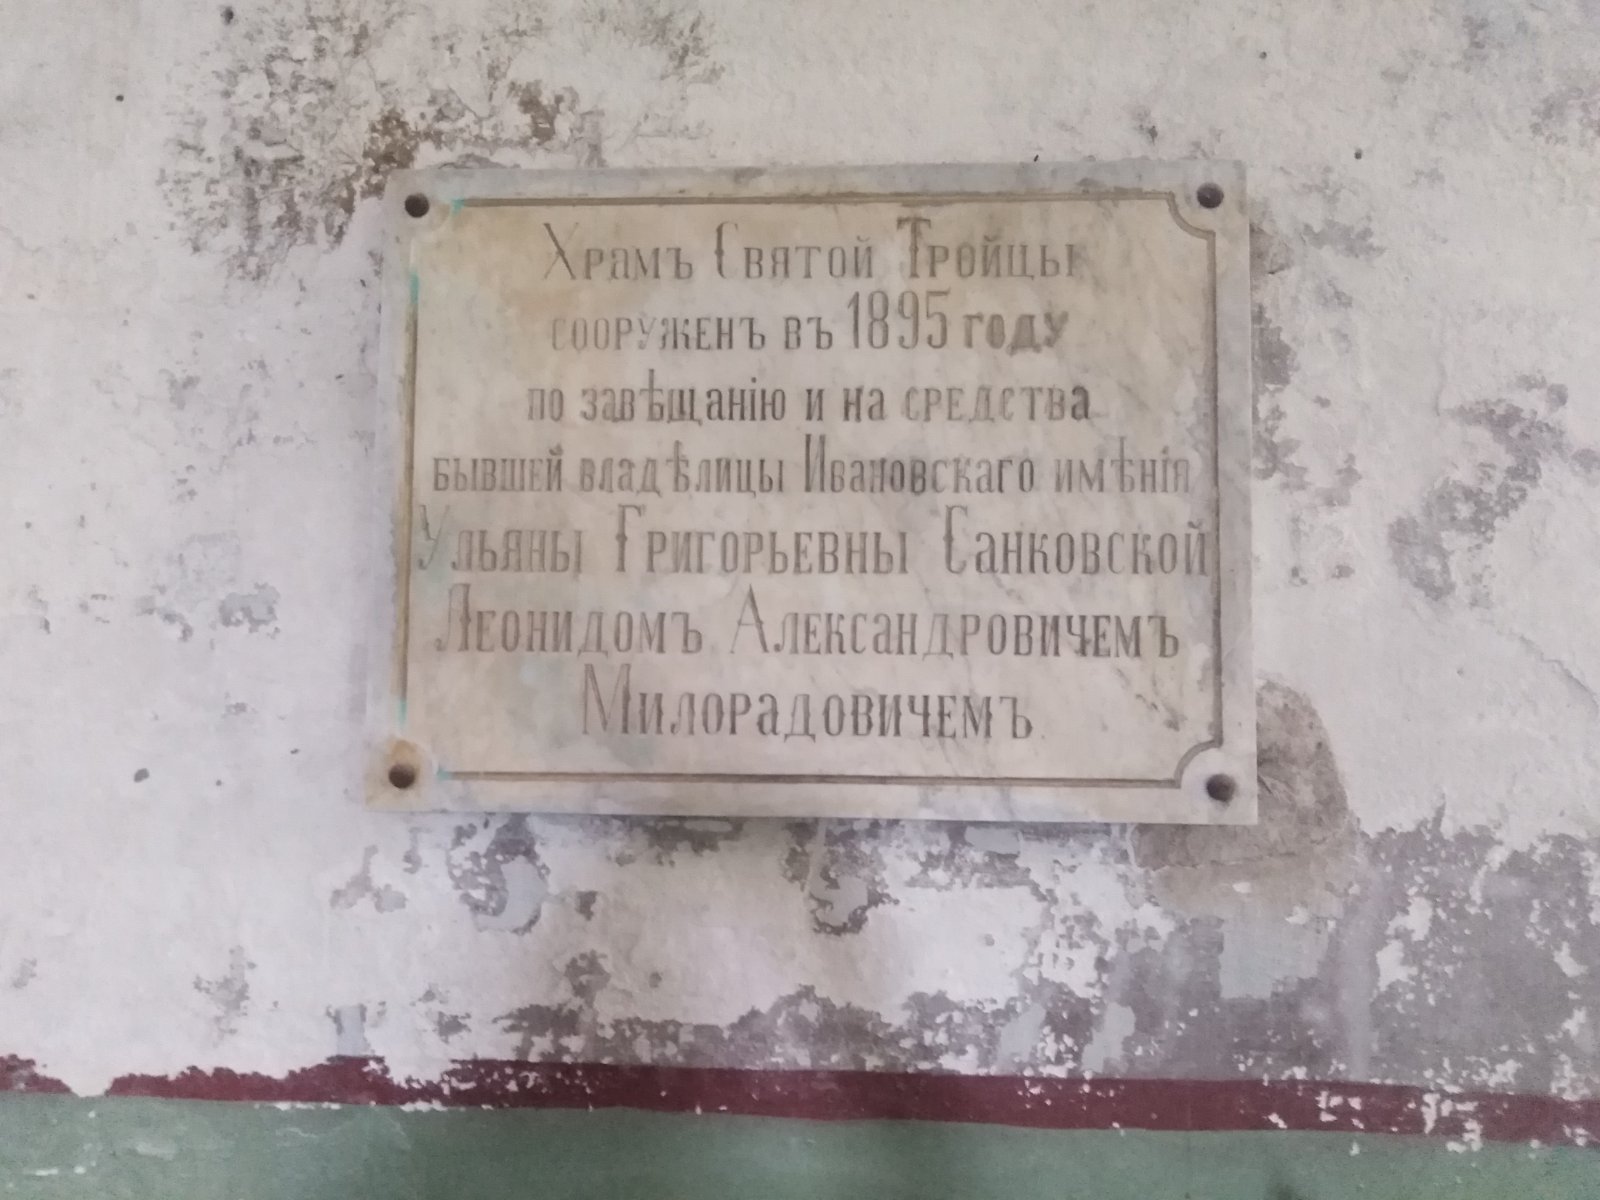 Храмъ Святой Тройцы
сооруженъ въ 1895 году
по завѣщанію и на средства
бывшей владѣлицы Ивановскаго имѣнія
Ульяны Григорьевны Санковской
Леонидомъ Александровичемъ
Милорадовичемъ.